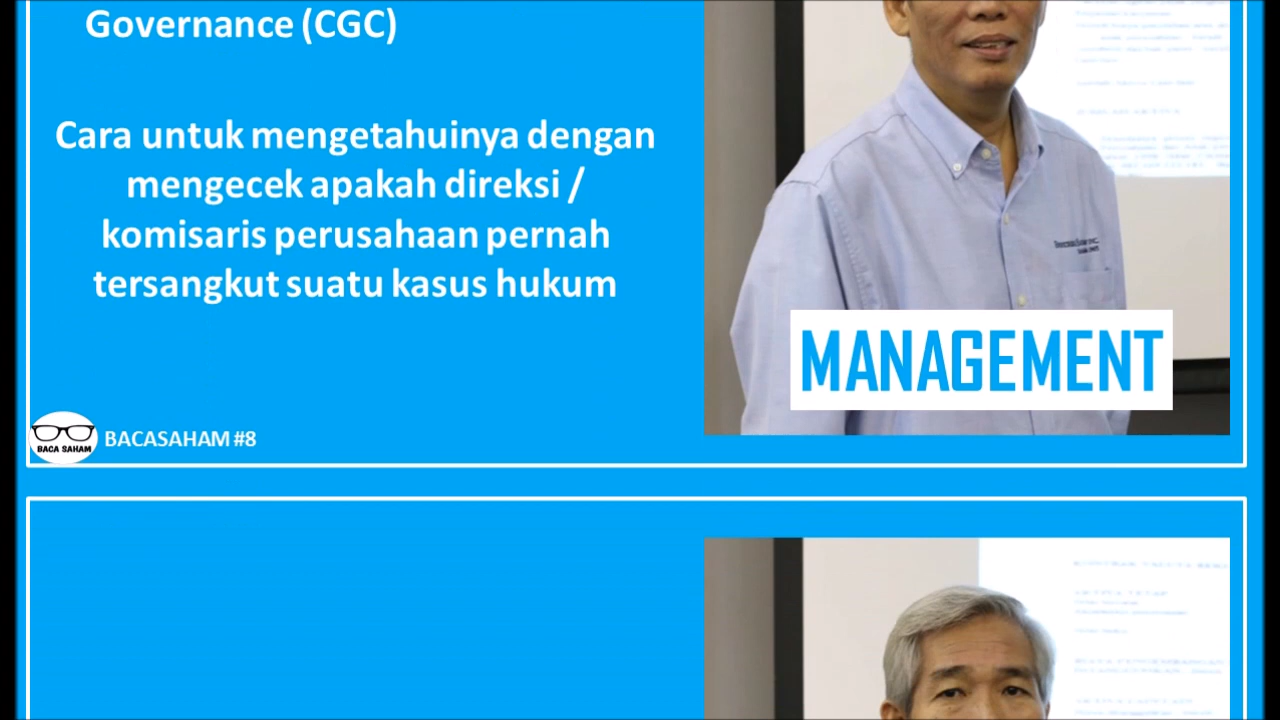 Governance (CGC)
Cara untuk mengetahuinya dengan
mengecek apakah direksi /
komisaris perusahaan pernah
tersangkut suatu kasus hukum
MANAGEMENT
BACA SAHAM
BACASAHAM #8